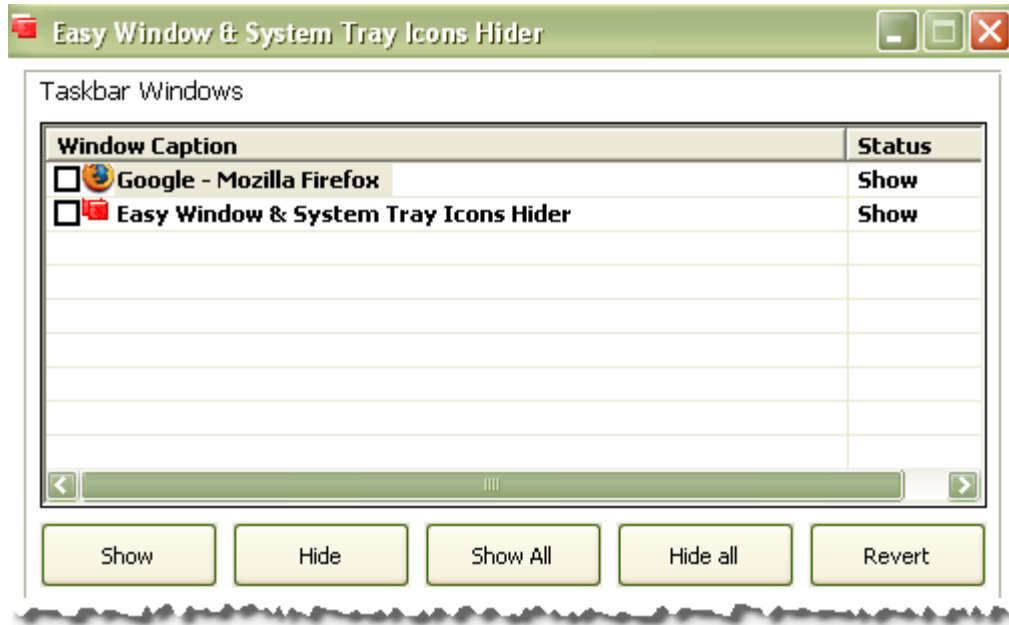 Easy Window & System Tray Icons Hider
Taskbar Windows
Window Caption Status
Google - Mozilla Firefox Show
Easy Window & System Tray Icons Hider Show
Show Hide Show All Hide all Revert